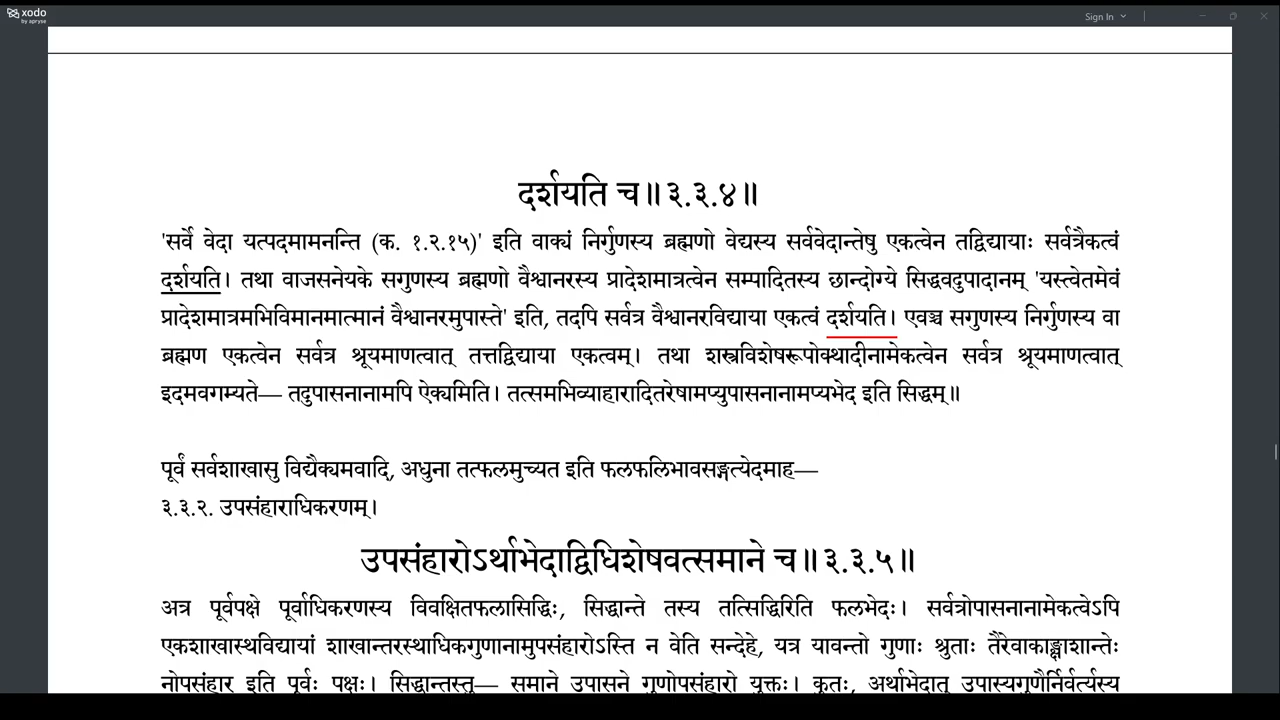 xodo
by apryse
Sign In
दर्शयति च॥३.३.४॥
'सर्वे वेदा यत्पदमामनन्ति (क. १.२.१५)' इति वाक्यं निर्गुणस्य ब्रह्मणो वेद्यस्य सर्ववेदान्तेषु एकत्वेन तद्विद्यायाः सर्वत्रैकत्वं
दर्शयति। तथा वाजसनेयके सगुणस्य ब्रह्मणो वैश्वानरस्य प्रादेशमात्रत्वेन सम्पादितस्य छान्दोग्ये सिद्धवदुपादानम् 'यस्त्वेतमेवं
प्रादेशमात्रमभिविमानमात्मानं वैश्वानरमुपास्ते' इति, तदपि सर्वत्र वैश्वानरविद्याया एकत्वं दर्शयति। एवञ्च सगुणस्य निर्गुणस्य वा
ब्रह्मण एकत्वेन सर्वत्र श्रूयमाणत्वात् तत्तद्विद्याया एकत्वम्। तथा शस्त्रविशेषरूपोक्थादीनामेकत्वेन सर्वत्र श्रूयमाणत्वात्
इदमवगम्यते— तदुपासनानामपि ऐक्यमिति। तत्समभिव्याहारादितरेषामप्युपासनानामप्यभेद इति सिद्धम्॥
पूर्वं सर्वशाखासु विद्यैक्यमवादि, अधुना तत्फलमुच्यत इति फलफलिभावसङ्गत्येदमाह—
३.३.२. उपसंहाराधिकरणम्।
उपसंहारोऽर्थाभेदाद्विधिशेषवत्समाने च॥३.३.५॥
अत्र पूर्वपक्षे पूर्वाधिकरणस्य विवक्षितफलासिद्धिः, सिद्धान्ते तस्य तत्सिद्धिरिति फलभेदः। सर्वत्रोपासनानामेकत्वेऽपि
एकशाखास्थविद्यायां शाखान्तरस्थाधिकगुणानामुपसंहारोऽस्ति न वेति सन्देहे, यत्र यावन्तो गुणाः श्रुताः तैरेवाकाङ्क्षाशान्तेः
नोपसंहार इति पूर्वः पक्षः। सिद्धान्तस्तु— समाने उपासने गुणोपसंहारो युक्तः। कुतः, अर्थाभेदात् उपास्यगुणैर्निर्वर्त्यस्य